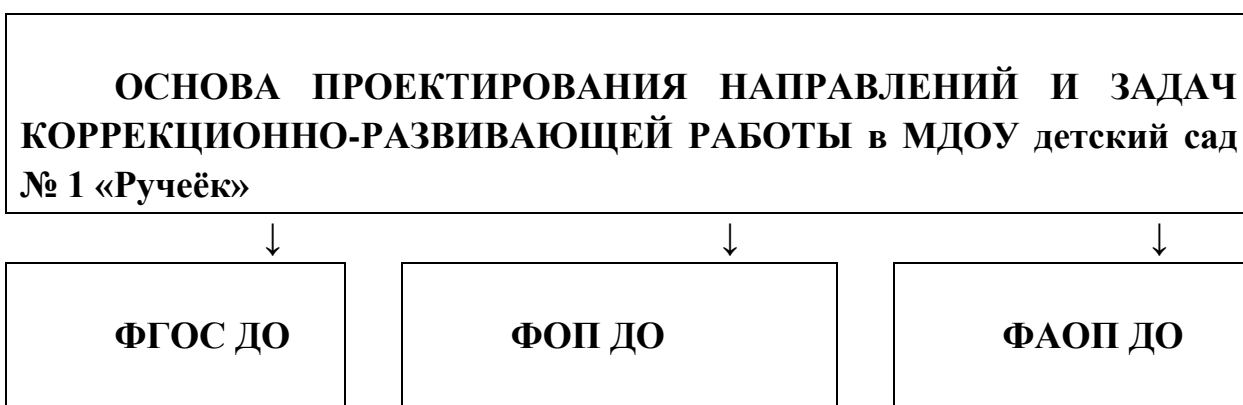 ОСНОВА ПРОЕКТИРОВАНИЯ НАПРАВЛЕНИЙ И ЗАДАЧ
КОРРЕКЦИОННО-РАЗВИВАЮЩЕЙ РАБОТЫ в МДОУ детский сад
№ 1 «Ручеёк»
↓ ↓ ↓
ФГОС ДО ФОП ДО ФАОП ДО